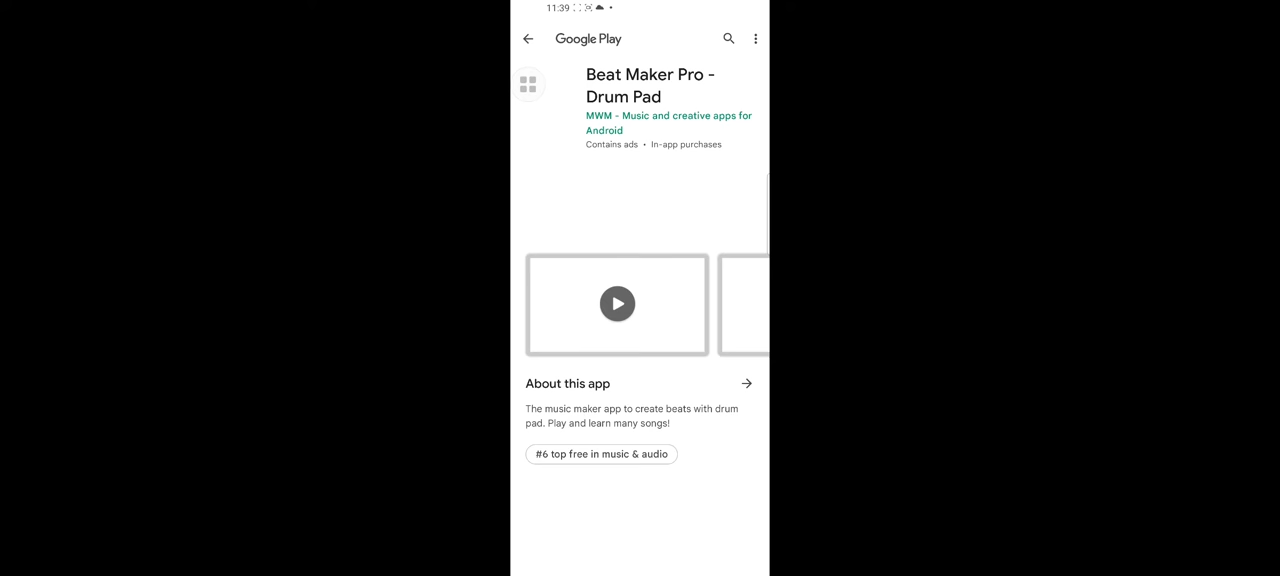 11:39
Google Play
Beat Maker Pro -
Drum Pad
MWM - Music and creative apps for
Android
Contains ads • In-app purchases
About this app
The music maker app to create beats with drum
pad. Play and learn many songs!
#6 top free in music & audio